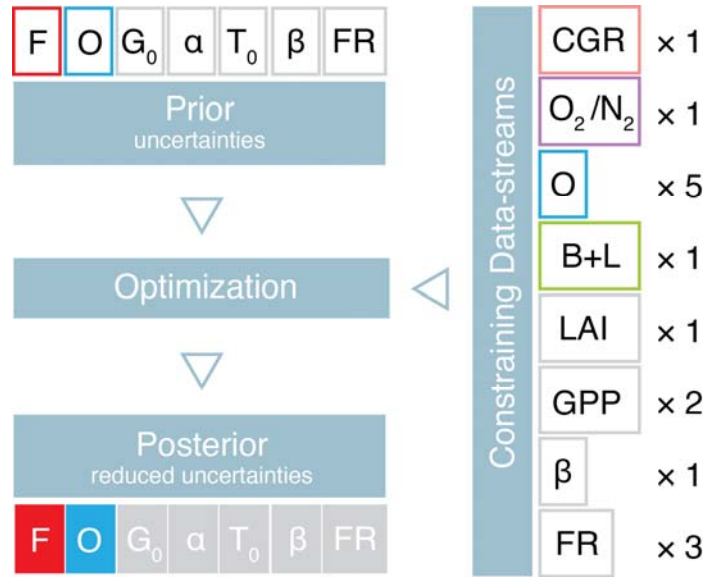 F O G₀ α T₀ β FR
Prior
uncertainties
Optimization
Posterior
reduced uncertainties
F O G₀ α T₀ β FR
Constraining Data-streams
CGR × 1
O₂/N₂ × 1
O × 5
B+L × 1
LAI × 1
GPP × 2
β × 1
FR × 3